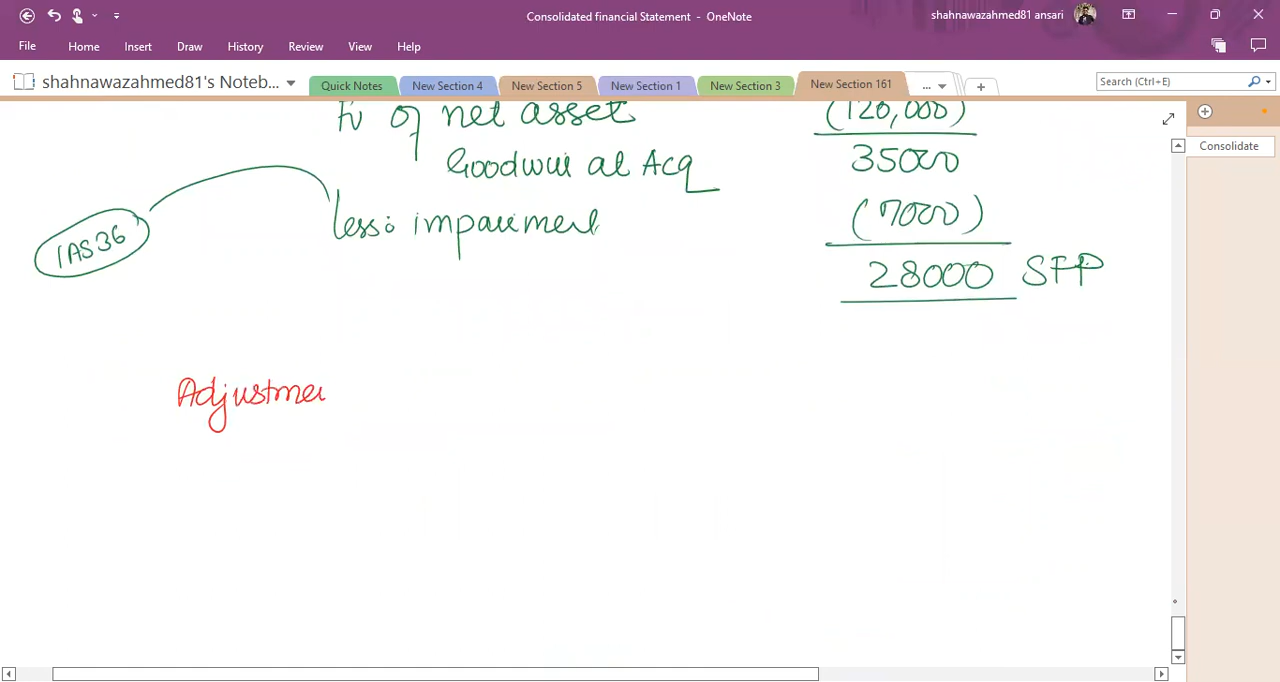 Consolidated financial Statement - OneNote
shahnawazahmed81 ansari
File Home Insert Draw History Review View Help
shahnawazahmed81's Noteb... Quick Notes New Section 4 New Section 5 New Section 1 New Section 3 New Section 161 ... Search (Ctrl+E)
Consolidate
fv of net asset (120,000)
Goodwill at Acq 35000
less: impairment (7000)
IAS36
28000 SFP
Adjustmen